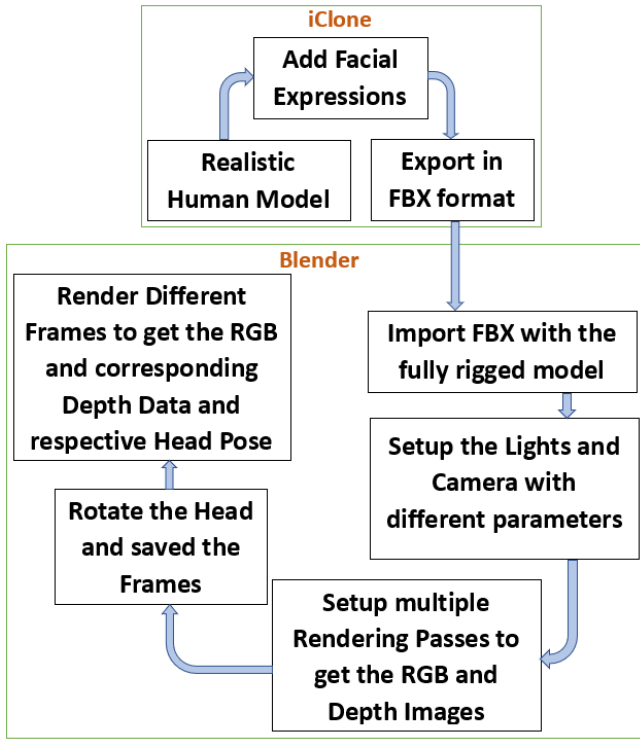 iClone
Add Facial
Expressions
Realistic
Human Model
Export in
FBX format
Blender
Import FBX with the
fully rigged model
Setup the Lights and
Camera with
different parameters
Setup multiple
Rendering Passes to
get the RGB and
Depth Images
Rotate the Head
and saved the
Frames
Render Different
Frames to get the RGB
and corresponding
Depth Data and
respective Head Pose